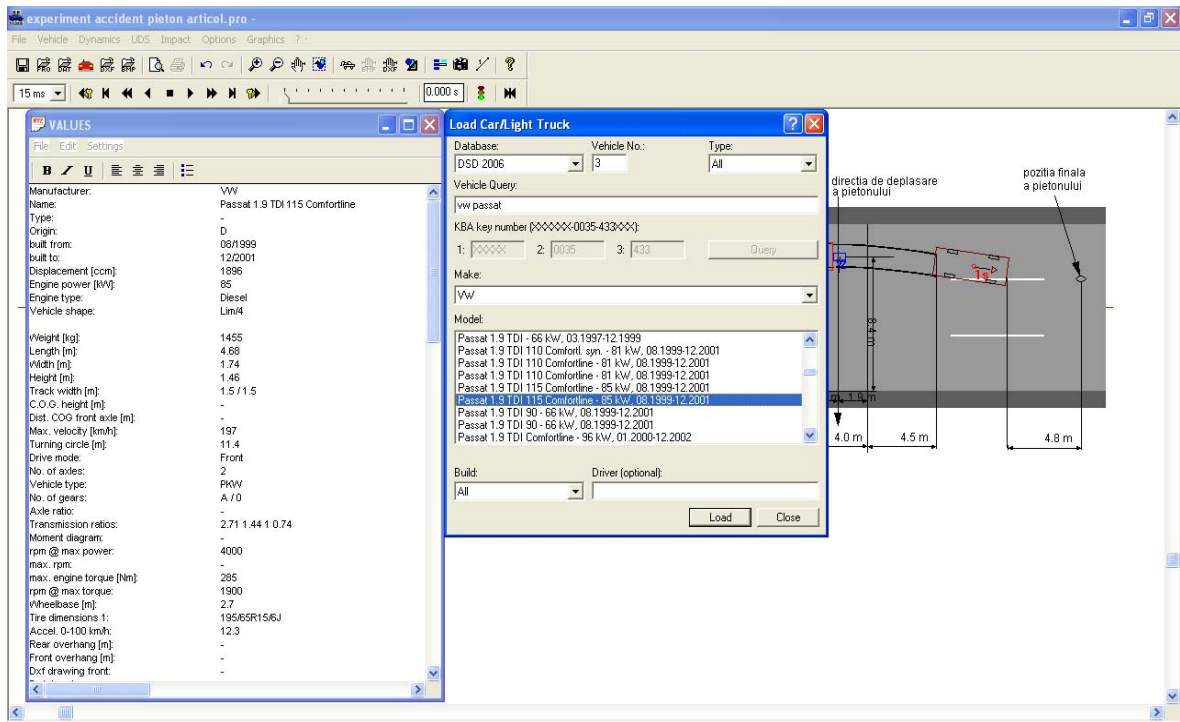 experiment accident pieton articol.pro -
File Vehicle Dynamics UDS Impact Options Graphics ?
15 ms
0.000 s
VALUES
File Edit Settings
B I U
Manufacturer: VW
Name: Passat 1.9 TDI 115 Comfortline
Type: -
Origin: D
built from: 08/1999
built to: 12/2001
Displacement [ccm]: 1896
Engine power [kW]: 85
Engine type: Diesel
Vehicle shape: Lim/4
Weight [kg]: 1455
Length [m]: 4.68
Width [m]: 1.74
Height [m]: 1.46
Track width [m]: 1.5 / 1.5
C.O.G. height [m]: -
Dist. COG front axle [m]: -
Max. velocity [km/h]: 197
Turning circle [m]: 11.4
Drive mode: Front
No. of axles: 2
Vehicle type: PKW
No. of gears: A / 0
Axle ratio: -
Transmission ratios: 2.71 1.44 1 0.74
Moment diagram: -
rpm @ max power: 4000
max. rpm: -
max. engine torque [Nm]: 285
rpm @ max torque: 1900
Wheelbase [m]: 2.7
Tire dimensions 1: 195/65R15/6J
Accel. 0-100 km/h: 12.3
Rear overhang [m]: -
Front overhang [m]: -
Dxf drawing front: -
Load Car/Light Truck
Database: Vehicle No.: Type:
DSD 2006 3 All
Vehicle Query:
vw passat
KBA key number (XXXXXX-0035-433XXX):
1: XXXXX 2: 0035 3: 433 Query
Make:
VW
Model:
Passat 1.9 TDI - 66 kW, 03.1997-12.1999
Passat 1.9 TDI 110 Comfortl. syn. - 81 kW, 08.1999-12.2001
Passat 1.9 TDI 110 Comfortline - 81 kW, 08.1999-12.2001
Passat 1.9 TDI 110 Comfortline - 81 kW, 08.1999-12.2001
Passat 1.9 TDI 115 Comfortline - 85 kW, 08.1999-12.2001
Passat 1.9 TDI 115 Comfortline - 85 kW, 08.1999-12.2001
Passat 1.9 TDI 90 - 66 kW, 08.1999-12.2001
Passat 1.9 TDI 90 - 66 kW, 08.1999-12.2001
Passat 1.9 TDI Comfortline - 96 kW, 01.2000-12.2002
Build: Driver (optional):
All
Load Close
directia de deplasare
a pietonului
pozitia finala
a pietonului
1s
8.4 m
m 1.9 m
4.0 m 4.5 m 4.8 m